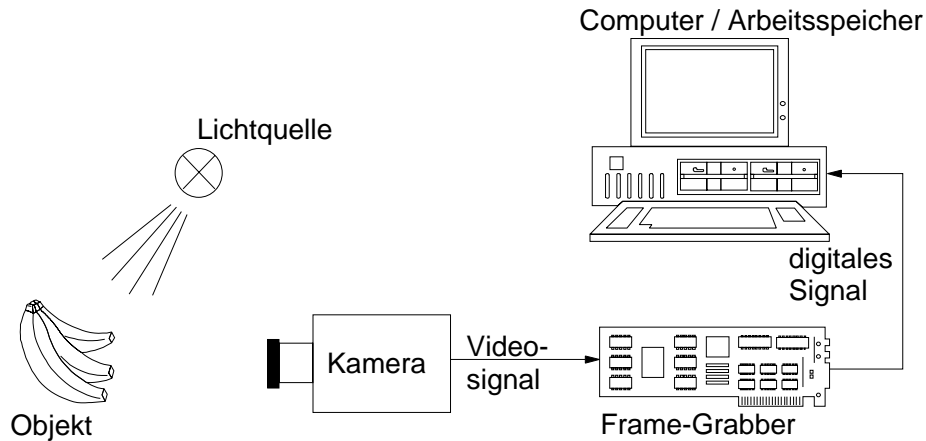 Computer / Arbeitsspeicher
Lichtquelle
digitales
Signal
Video-
signal
Kamera
Objekt
Frame-Grabber